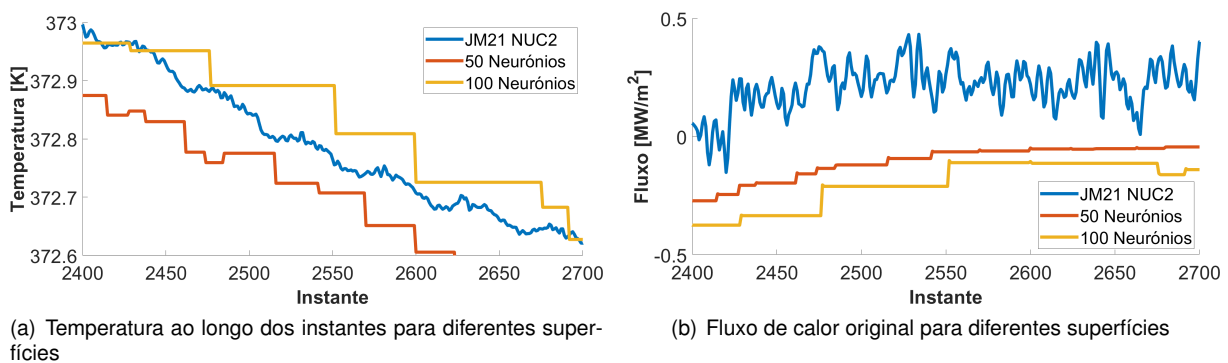 373
372.9
372.8
372.7
372.6
Temperatura [K]
2400
2450
2500
2550
2600
2650
2700
Instante
JM21 NUC2
50 Neurónios
100 Neurónios
(a) Temperatura ao longo dos instantes para diferentes super-
fícies
0.5
0
-0.5
Fluxo [MW/m²]
2400
2450
2500
2550
2600
2650
2700
Instante
JM21 NUC2
50 Neurónios
100 Neurónios
(b) Fluxo de calor original para diferentes superfícies